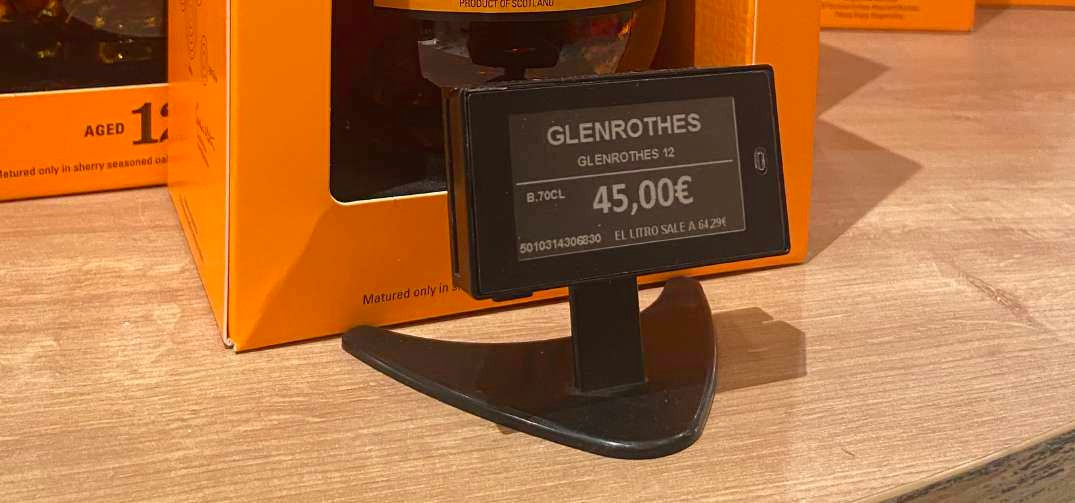 PRODUCT OF SCOTLAND
AGED 12
Matured only in sherry seasoned oak
GLENROTHES
GLENROTHES 12
B.70CL
45,00€
5010314306830
EL LITRO SALE A 64.29€
Matured only in